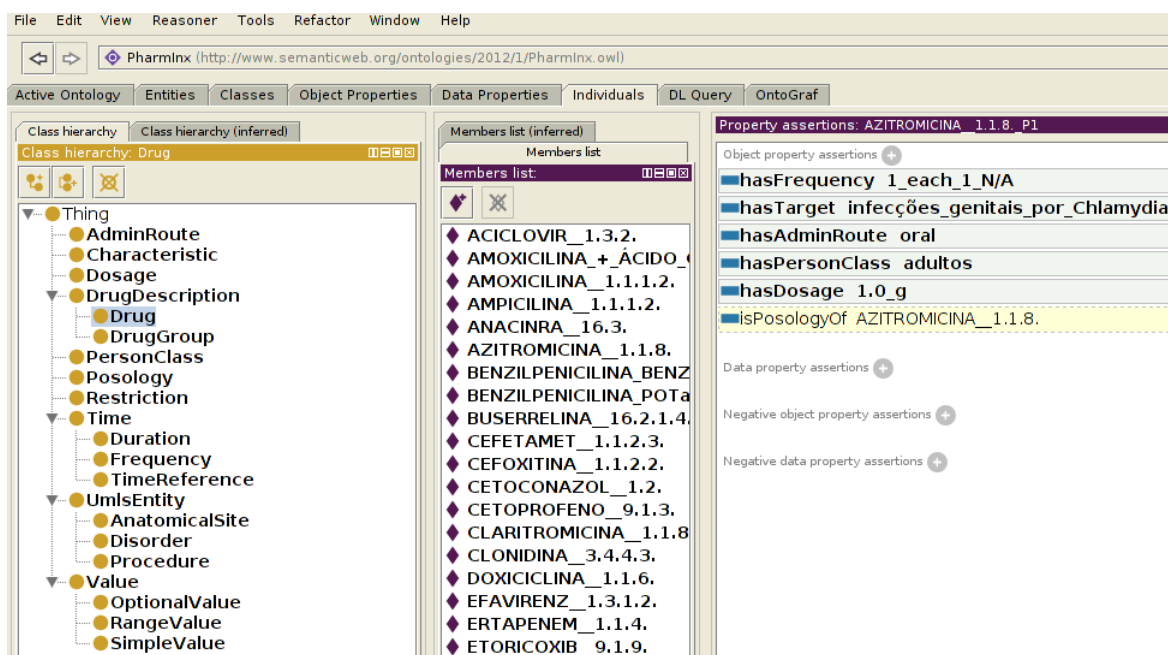 File Edit View Reasoner Tools Refactor Window Help
PharmInx (http://www.semanticweb.org/ontologies/2012/1/PharmInx.owl)
Active Ontology Entities Classes Object Properties Data Properties Individuals DL Query OntoGraf
Class hierarchy Class hierarchy (inferred)
Class hierarchy: Drug
Thing
AdminRoute
Characteristic
Dosage
DrugDescription
Drug
DrugGroup
PersonClass
Posology
Restriction
Time
Duration
Frequency
TimeReference
UmlsEntity
AnatomicalSite
Disorder
Procedure
Value
OptionalValue
RangeValue
SimpleValue
Members list (inferred)
Members list
Members list:
ACICLOVIR__1.3.2.
AMOXICILINA_+_ÁCIDO_
AMOXICILINA__1.1.1.2.
AMPICILINA__1.1.1.2.
ANACINRA__16.3.
AZITROMICINA__1.1.8.
BENZILPENICILINA_BENZ
BENZILPENICILINA_POTa
BUSERRELINA__16.2.1.4.
CEFETAMET__1.1.2.3.
CEFOXITINA__1.1.2.2.
CETOCONAZOL__1.2.
CETOPROFENO__9.1.3.
CLARITROMICINA__1.1.8
CLONIDINA__3.4.4.3.
DOXICICLINA__1.1.6.
EFAVIRENZ__1.3.1.2.
ERTAPENEM__1.1.4.
ETORICOXIB__9.1.9.
Property assertions: AZITROMICINA__1.1.8._P1
Object property assertions
hasFrequency 1_each_1_N/A
hasTarget infecções_genitais_por_Chlamydia
hasAdminRoute oral
hasPersonClass adultos
hasDosage 1.0_g
isPosologyOf AZITROMICINA__1.1.8.
Data property assertions
Negative object property assertions
Negative data property assertions